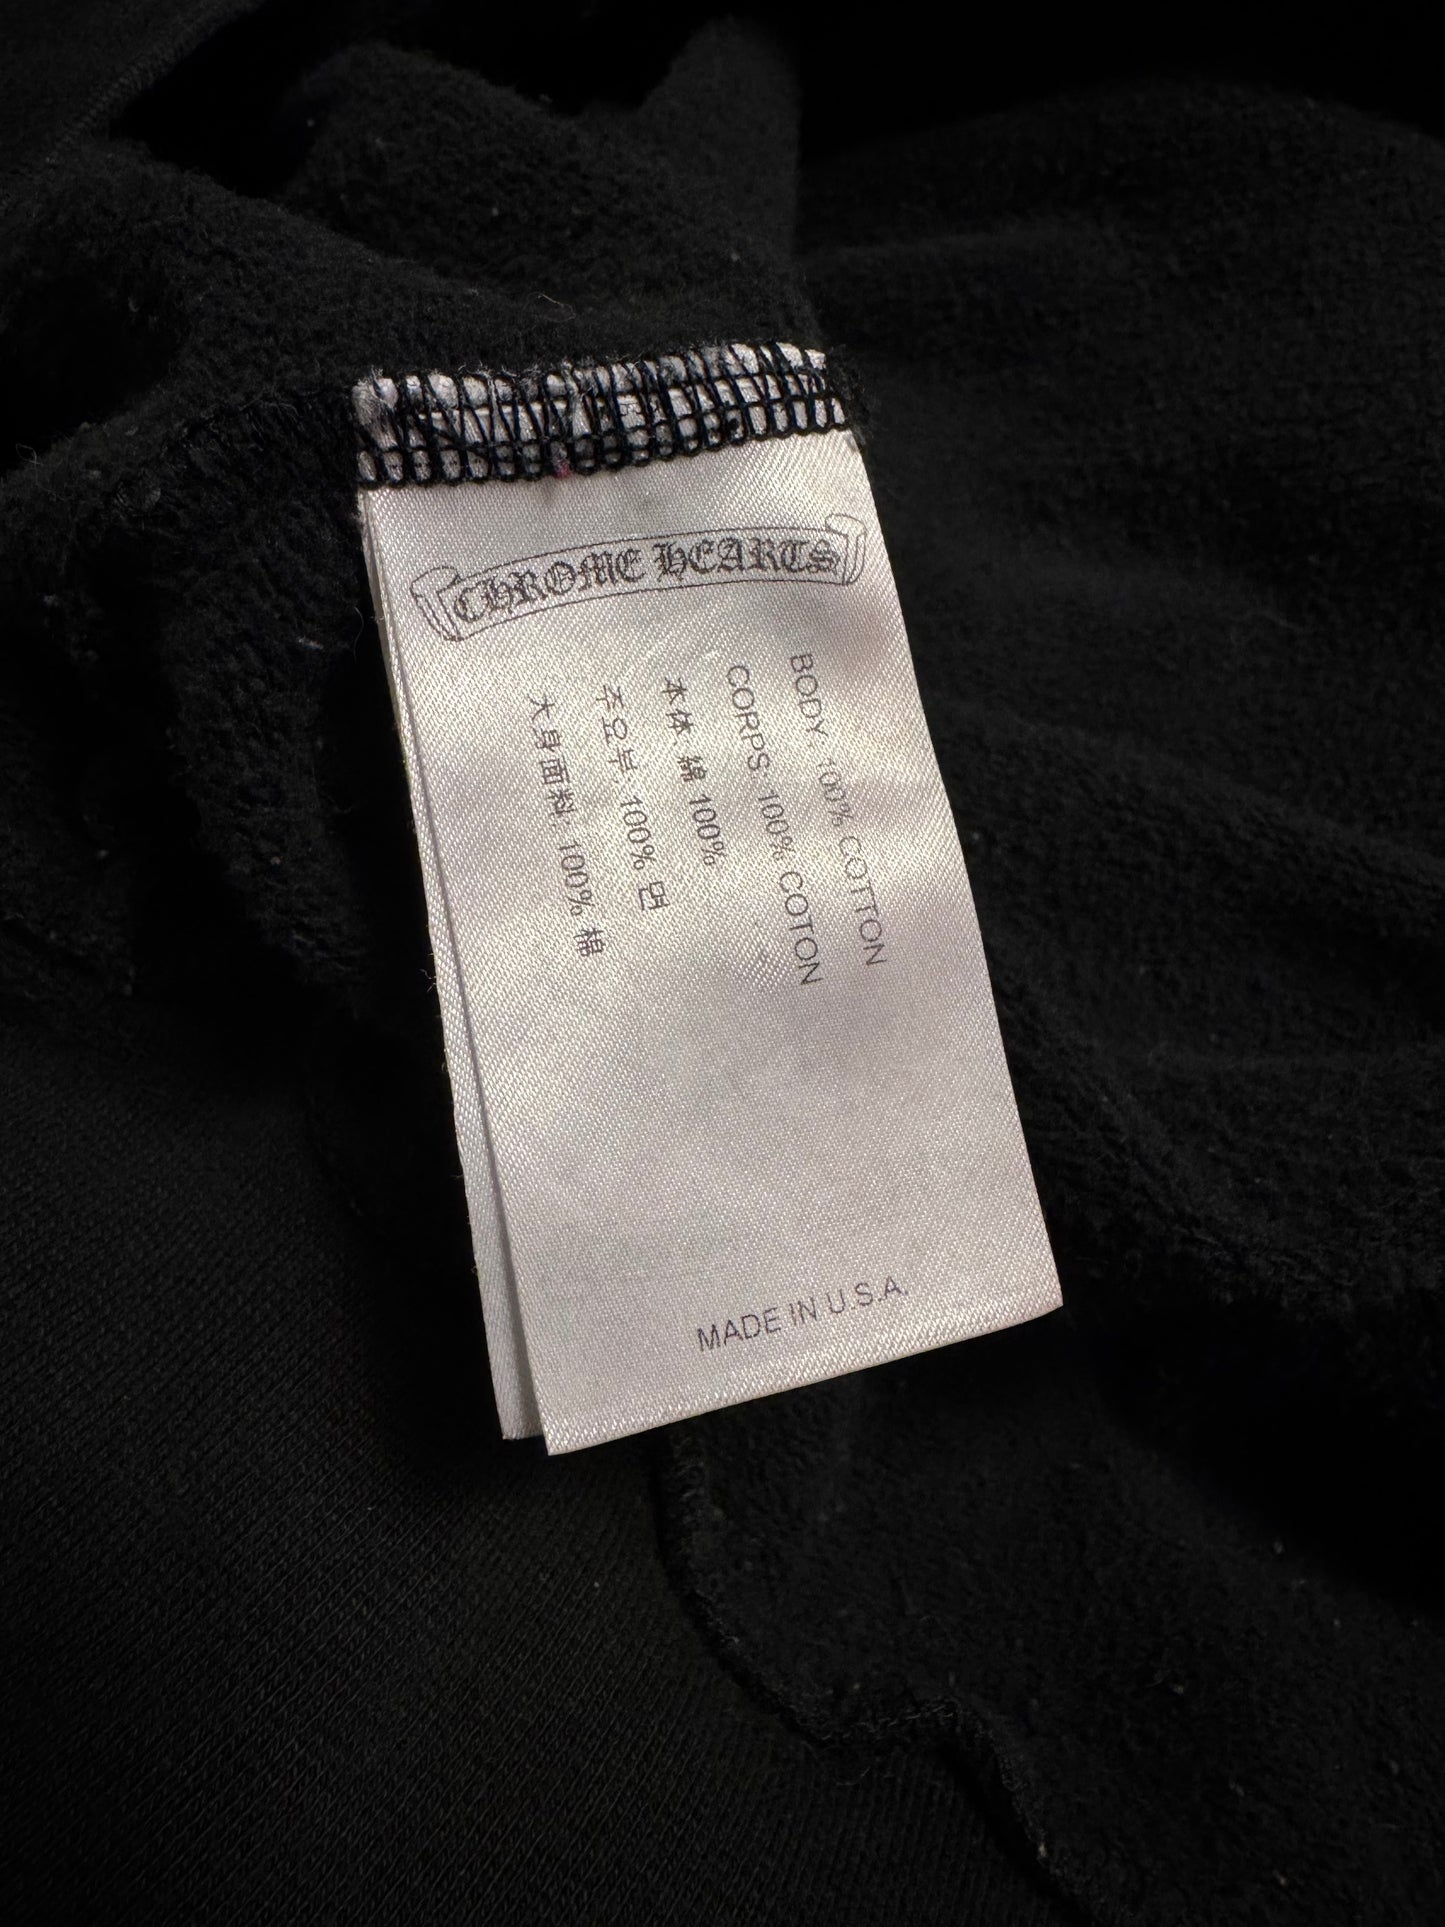 CHROME HEARTS
BODY: 100% COTTON
CORPS: 100% COTON
本体: 綿 100%
주요부: 100% 면
大身面料: 100% 棉
MADE IN U.S.A.